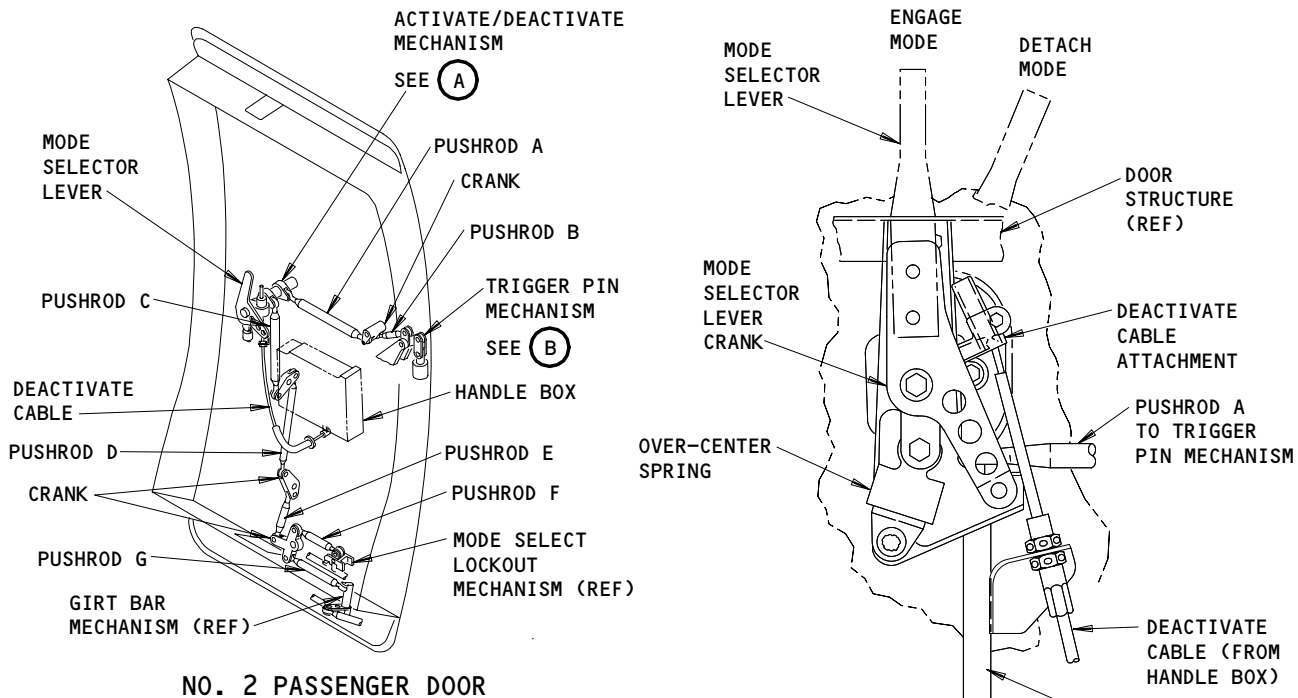 ACTIVATE/DEACTIVATE
MECHANISM
SEE A
MODE
SELECTOR
LEVER
PUSHROD A
CRANK
PUSHROD B
PUSHROD C
TRIGGER PIN
MECHANISM
SEE B
DEACTIVATE
CABLE
HANDLE BOX
PUSHROD D
PUSHROD E
CRANK
PUSHROD F
PUSHROD G
MODE SELECT
LOCKOUT
MECHANISM (REF)
GIRT BAR
MECHANISM (REF)
NO. 2 PASSENGER DOOR
ENGAGE
MODE
MODE
SELECTOR
LEVER
DETACH
MODE
DOOR
STRUCTURE
(REF)
MODE
SELECTOR
LEVER
CRANK
DEACTIVATE
CABLE
ATTACHMENT
PUSHROD A
TO TRIGGER
PIN MECHANISM
OVER-CENTER
SPRING
DEACTIVATE
CABLE (FROM
HANDLE BOX)